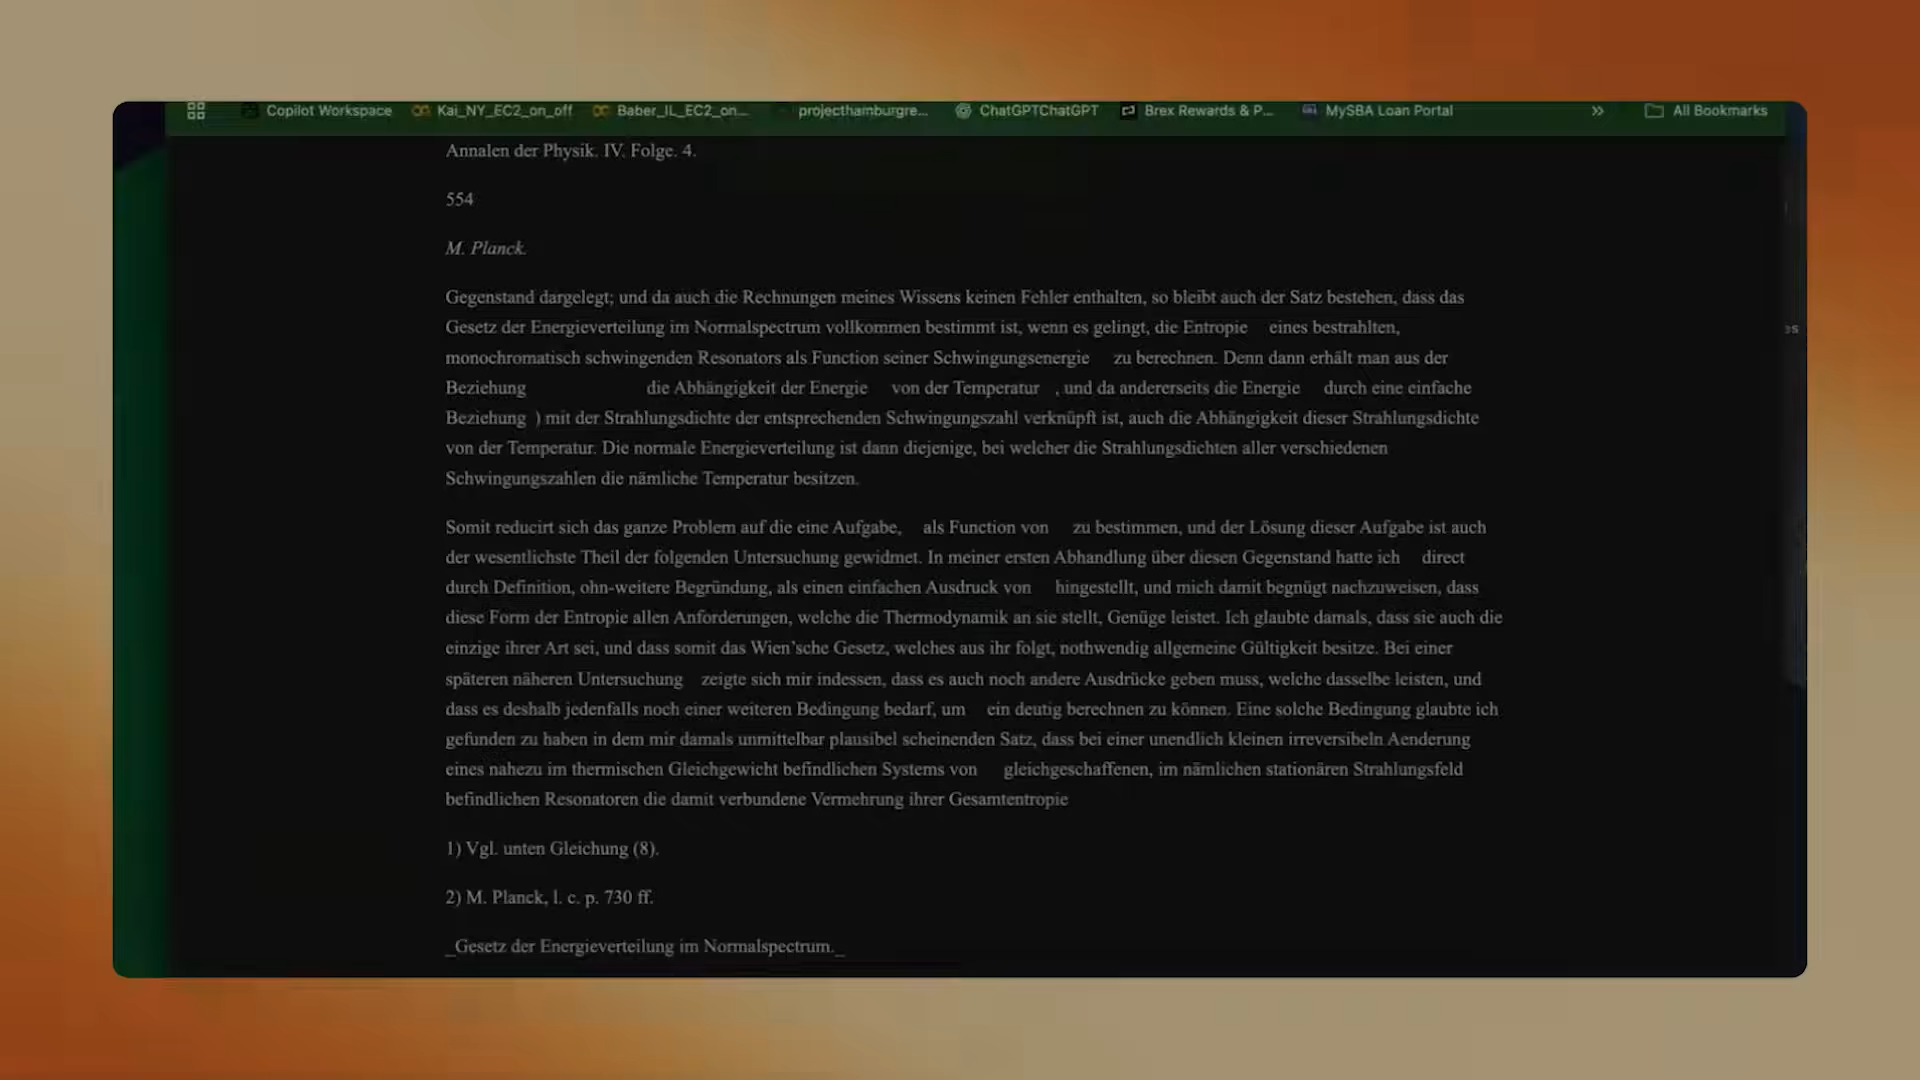 Copilot Workspace Kai_NY_EC2_on_off Baber_IL_EC2_on... projecthamburgre... ChatGPTChatGPT Brex Rewards & P... MySBA Loan Portal » All Bookmarks
Annalen der Physik. IV. Folge. 4.
554
M. Planck.
Gegenstand dargelegt; und da auch die Rechnungen meines Wissens keinen Fehler enthalten, so bleibt auch der Satz bestehen, dass das
Gesetz der Energieverteilung im Normalspectrum vollkommen bestimmt ist, wenn es gelingt, die Entropie eines bestrahlten,
monochromatisch schwingenden Resonators als Function seiner Schwingungsenergie zu berechnen. Denn dann erhält man aus der
Beziehung die Abhängigkeit der Energie von der Temperatur , und da andererseits die Energie durch eine einfache
Beziehung ) mit der Strahlungsdichte der entsprechenden Schwingungszahl verknüpft ist, auch die Abhängigkeit dieser Strahlungsdichte
von der Temperatur. Die normale Energieverteilung ist dann diejenige, bei welcher die Strahlungsdichten aller verschiedenen
Schwingungszahlen die nämliche Temperatur besitzen.
Somit reducirt sich das ganze Problem auf die eine Aufgabe, als Function von zu bestimmen, und der Lösung dieser Aufgabe ist auch
der wesentlichste Theil der folgenden Untersuchung gewidmet. In meiner ersten Abhandlung über diesen Gegenstand hatte ich direct
durch Definition, ohn-weitere Begründung, als einen einfachen Ausdruck von hingestellt, und mich damit begnügt nachzuweisen, dass
diese Form der Entropie allen Anforderungen, welche die Thermodynamik an sie stellt, Genüge leistet. Ich glaubte damals, dass sie auch die
einzige ihrer Art sei, und dass somit das Wien'sche Gesetz, welches aus ihr folgt, nothwendig allgemeine Gültigkeit besitze. Bei einer
späteren näheren Untersuchung zeigte sich mir indessen, dass es auch noch andere Ausdrücke geben muss, welche dasselbe leisten, und
dass es deshalb jedenfalls noch einer weiteren Bedingung bedarf, um ein deutig berechnen zu können. Eine solche Bedingung glaubte ich
gefunden zu haben in dem mir damals unmittelbar plausibel scheinenden Satz, dass bei einer unendlich kleinen irreversibeln Aenderung
eines nahezu im thermischen Gleichgewicht befindlichen Systems von gleichgeschaffenen, im nämlichen stationären Strahlungsfeld
befindlichen Resonatoren die damit verbundene Vermehrung ihrer Gesamtentropie
1) Vgl. unten Gleichung (8).
2) M. Planck, l. c. p. 730 ff.
_Gesetz der Energieverteilung im Normalspectrum._